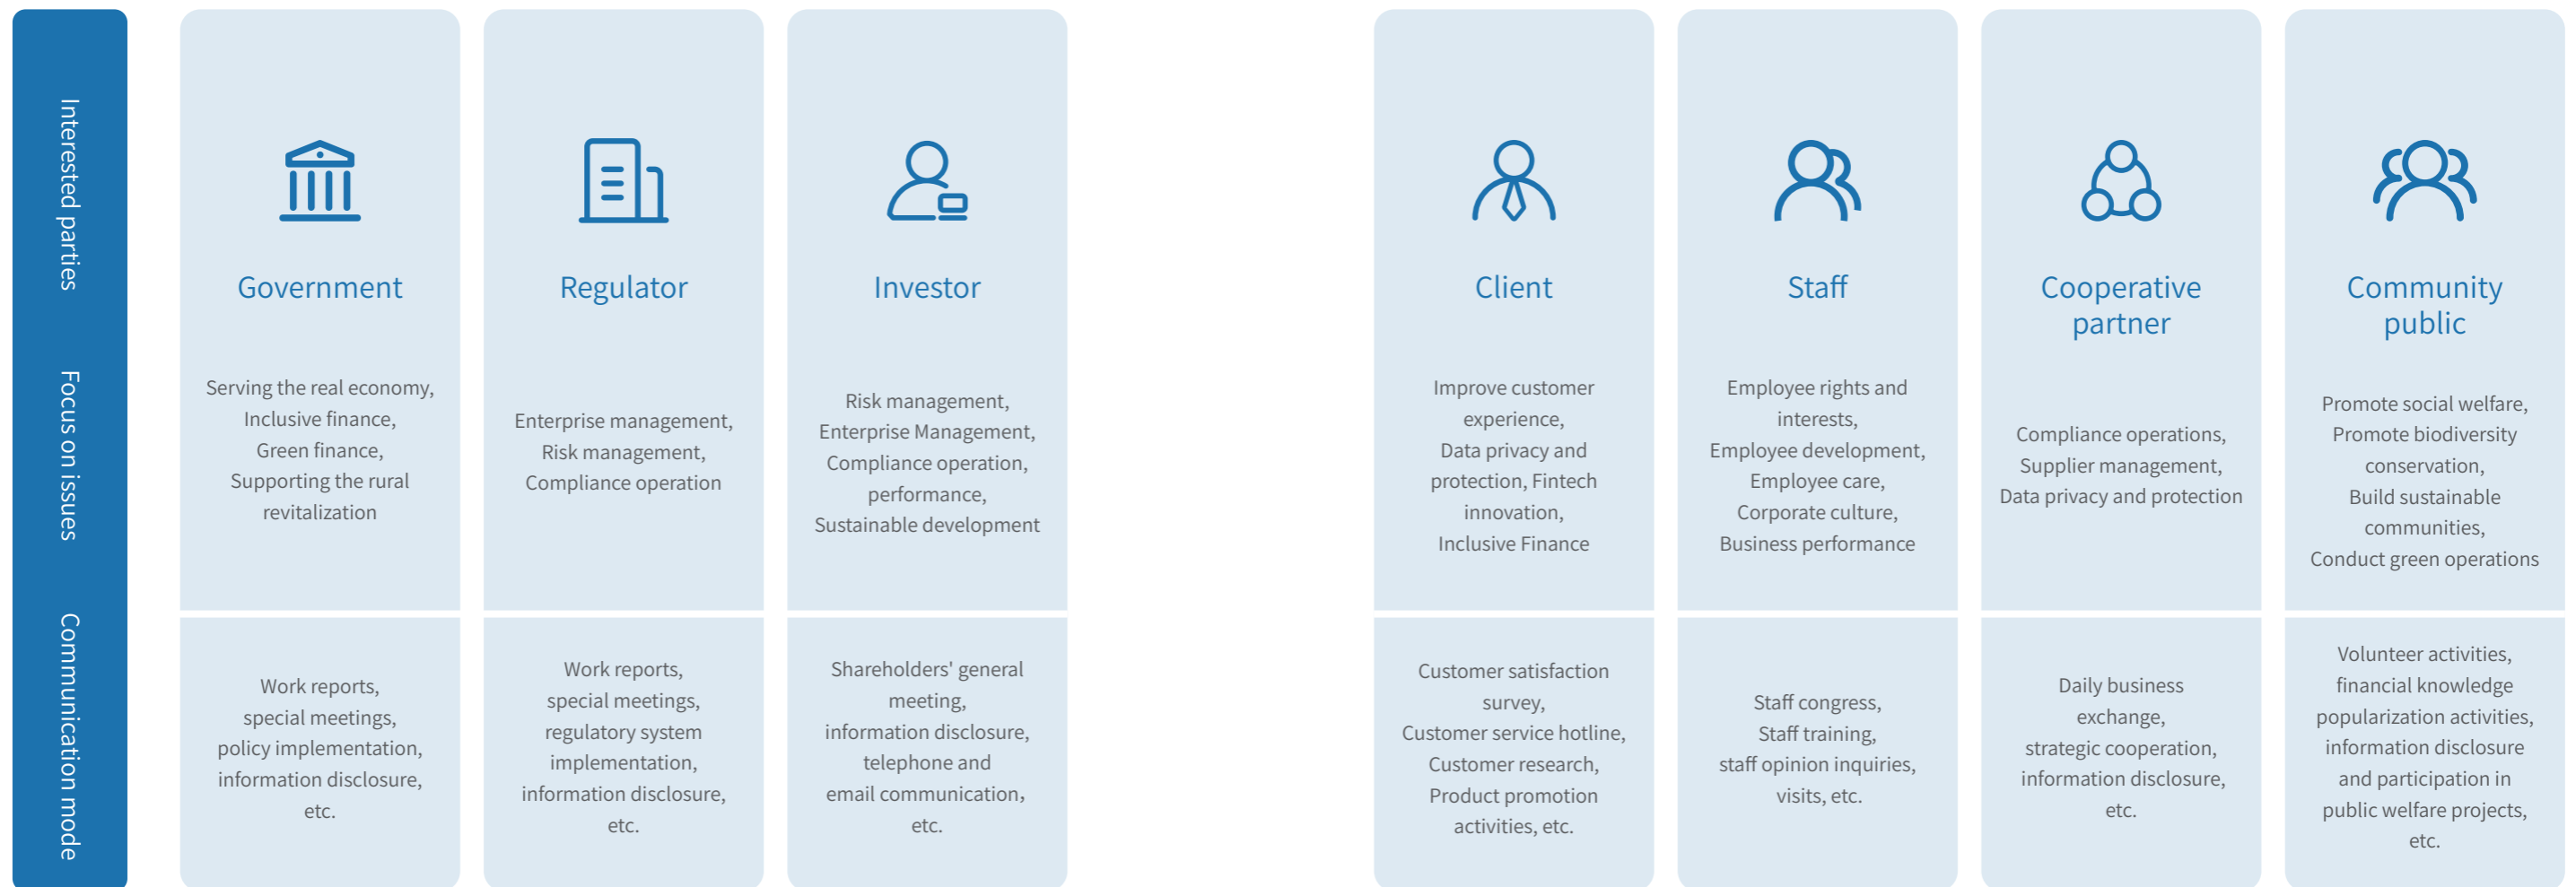 Interested parties
Focus on issues
Communication mode
Government
Serving the real economy,
Inclusive finance,
Green finance,
Supporting the rural
revitalization
Work reports,
special meetings,
policy implementation,
information disclosure,
etc.
Regulator
Enterprise management,
Risk management,
Compliance operation
Work reports,
special meetings,
regulatory system
implementation,
information disclosure,
etc.
Investor
Risk management,
Enterprise Management,
Compliance operation,
performance,
Sustainable development
Shareholders' general
meeting,
information disclosure,
telephone and
email communication，
etc.
Client
Improve customer
experience,
Data privacy and
protection, Fintech
innovation,
Inclusive Finance
Customer satisfaction
survey,
Customer service hotline,
Customer research,
Product promotion
activities, etc.
Staff
Employee rights and
interests,
Employee development,
Employee care,
Corporate culture,
Business performance
Staff congress,
Staff training,
staff opinion inquiries,
visits, etc.
Cooperative
partner
Compliance operations,
Supplier management,
Data privacy and protection
Daily business
exchange,
strategic cooperation,
information disclosure,
etc.
Community
public
Promote social welfare,
Promote biodiversity
conservation,
Build sustainable
communities,
Conduct green operations
Volunteer activities,
financial knowledge
popularization activities,
information disclosure
and participation in
public welfare projects,
etc.